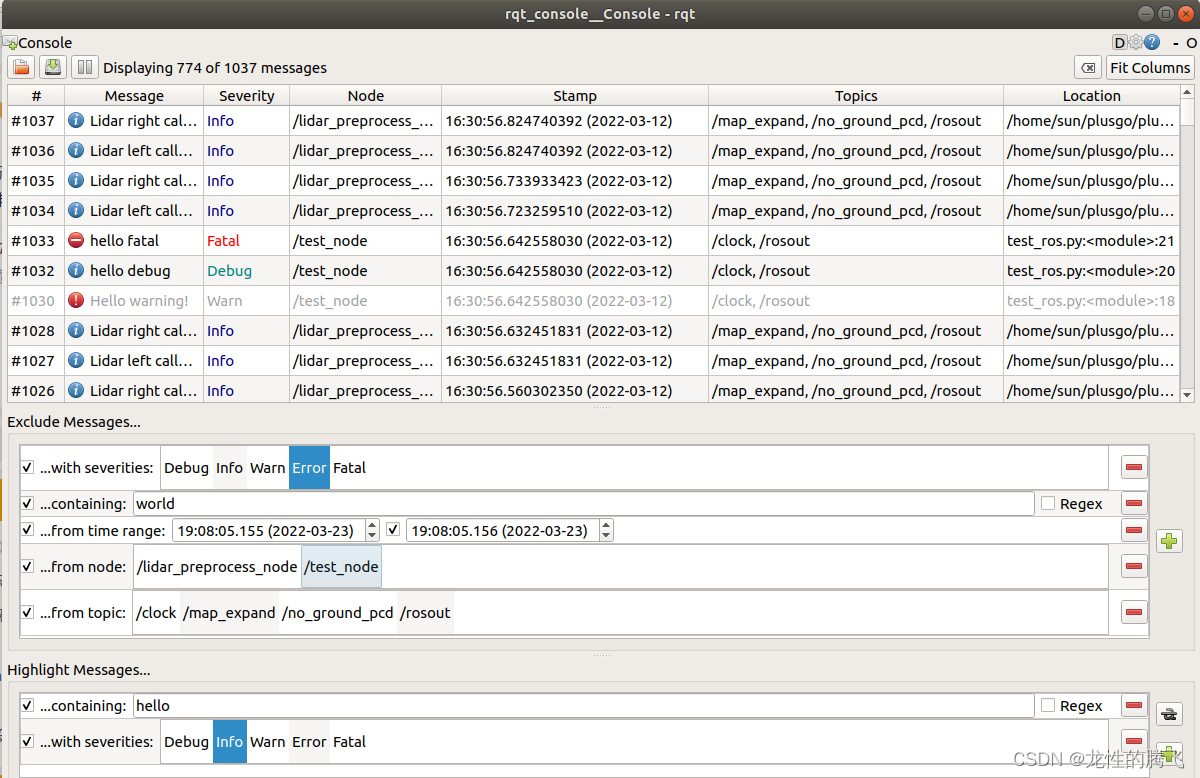 rqt_console__Console - rqt
Console D - O
Displaying 774 of 1037 messages Fit Columns
# Message Severity Node Stamp Topics Location
#1037 Lidar right cal... Info /lidar_preprocess_... 16:30:56.824740392 (2022-03-12) /map_expand, /no_ground_pcd, /rosout /home/sun/plusgo/plu...
#1036 Lidar left call... Info /lidar_preprocess_... 16:30:56.824740392 (2022-03-12) /map_expand, /no_ground_pcd, /rosout /home/sun/plusgo/plu...
#1035 Lidar right cal... Info /lidar_preprocess_... 16:30:56.733933423 (2022-03-12) /map_expand, /no_ground_pcd, /rosout /home/sun/plusgo/plu...
#1034 Lidar left call... Info /lidar_preprocess_... 16:30:56.723259510 (2022-03-12) /map_expand, /no_ground_pcd, /rosout /home/sun/plusgo/plu...
#1033 hello fatal Fatal /test_node 16:30:56.642558030 (2022-03-12) /clock, /rosout test_ros.py:<module>:21
#1032 hello debug Debug /test_node 16:30:56.642558030 (2022-03-12) /clock, /rosout test_ros.py:<module>:20
#1030 Hello warning! Warn /test_node 16:30:56.642558030 (2022-03-12) /clock, /rosout test_ros.py:<module>:18
#1028 Lidar right cal... Info /lidar_preprocess_... 16:30:56.632451831 (2022-03-12) /map_expand, /no_ground_pcd, /rosout /home/sun/plusgo/plu...
#1027 Lidar left call... Info /lidar_preprocess_... 16:30:56.632451831 (2022-03-12) /map_expand, /no_ground_pcd, /rosout /home/sun/plusgo/plu...
#1026 Lidar right cal... Info /lidar_preprocess_... 16:30:56.560302350 (2022-03-12) /map_expand, /no_ground_pcd, /rosout /home/sun/plusgo/plu...
Exclude Messages...
...with severities: Debug Info Warn Error Fatal
...containing: world Regex
...from time range: 19:08:05.155 (2022-03-23) 19:08:05.156 (2022-03-23)
...from node: /lidar_preprocess_node /test_node
...from topic: /clock /map_expand /no_ground_pcd /rosout
Highlight Messages...
...containing: hello Regex
...with severities: Debug Info Warn Error Fatal
CSDN @龙性的腾飞